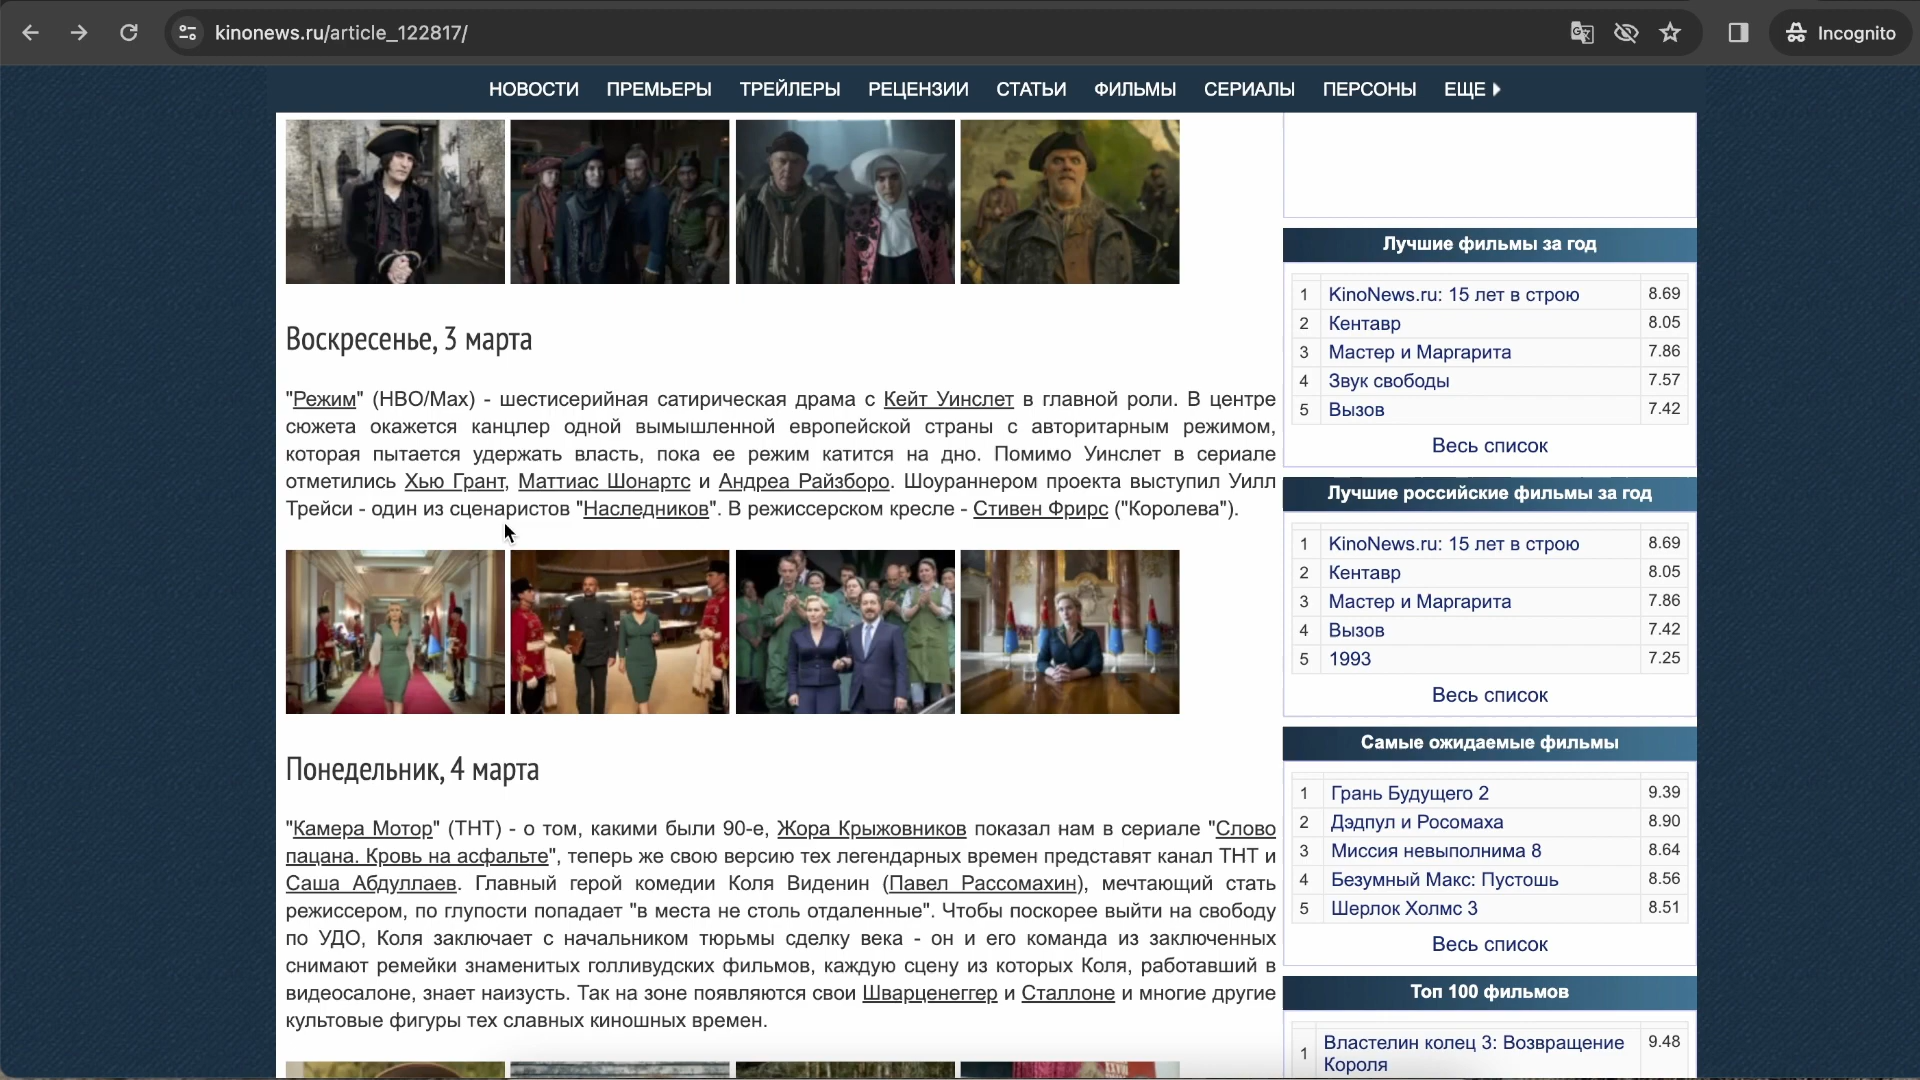 kinonews.ru/article_122817/
Incognito
НОВОСТИ ПРЕМЬЕРЫ ТРЕЙЛЕРЫ РЕЦЕНЗИИ СТАТЬИ ФИЛЬМЫ СЕРИАЛЫ ПЕРСОНЫ ЕЩЕ
Воскресенье, 3 марта
"Режим" (HBO/Max) - шестисерийная сатирическая драма с Кейт Уинслет в главной роли. В центре
сюжета окажется канцлер одной вымышленной европейской страны с авторитарным режимом,
которая пытается удержать власть, пока ее режим катится на дно. Помимо Уинслет в сериале
отметились Хью Грант, Маттиас Шонартс и Андреа Райзборо. Шоураннером проекта выступил Уилл
Трейси - один из сценаристов "Наследников". В режиссерском кресле - Стивен Фрирс ("Королева").
Понедельник, 4 марта
"Камера Мотор" (ТНТ) - о том, какими были 90-е, Жора Крыжовников показал нам в сериале "Слово
пацана. Кровь на асфальте", теперь же свою версию тех легендарных времен представят канал ТНТ и
Саша Абдуллаев. Главный герой комедии Коля Виденин (Павел Рассомахин), мечтающий стать
режиссером, по глупости попадает "в места не столь отдаленные". Чтобы поскорее выйти на свободу
по УДО, Коля заключает с начальником тюрьмы сделку века - он и его команда из заключенных
снимают ремейки знаменитых голливудских фильмов, каждую сцену из которых Коля, работавший в
видеосалоне, знает наизусть. Так на зоне появляются свои Шварценеггер и Сталлоне и многие другие
культовые фигуры тех славных киношных времен.
Лучшие фильмы за год
1 KinoNews.ru: 15 лет в строю 8.69
2 Кентавр 8.05
3 Мастер и Маргарита 7.86
4 Звук свободы 7.57
5 Вызов 7.42
Весь список
Лучшие российские фильмы за год
1 KinoNews.ru: 15 лет в строю 8.69
2 Кентавр 8.05
3 Мастер и Маргарита 7.86
4 Вызов 7.42
5 1993 7.25
Весь список
Самые ожидаемые фильмы
1 Грань Будущего 2 9.39
2 Дэдпул и Росомаха 8.90
3 Миссия невыполнима 8 8.64
4 Безумный Макс: Пустошь 8.56
5 Шерлок Холмс 3 8.51
Весь список
Топ 100 фильмов
1 Властелин колец 3: Возвращение 9.48
Короля